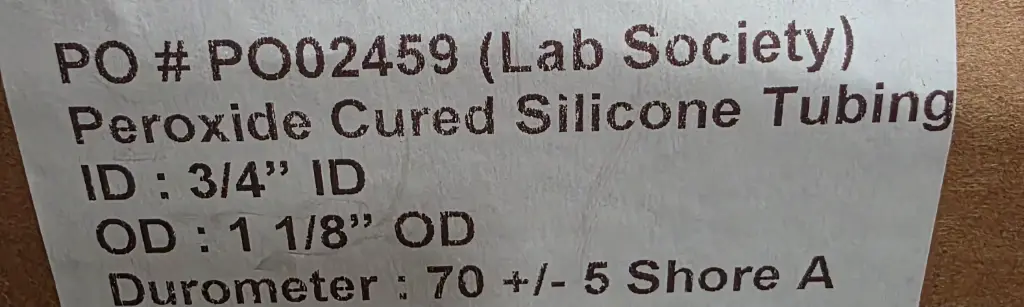 PO # PO02459 (Lab Society)
Peroxide Cured Silicone Tubing
ID : 3/4” ID
OD : 1 1/8” OD
Durometer : 70 +/- 5 Shore A